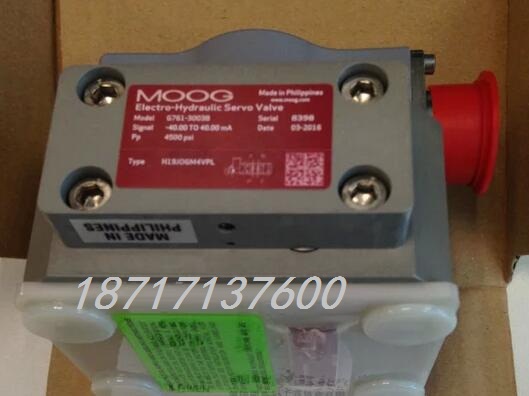 MOOG
Made in Philippines
www.moog.com
Electro-Hydraulic Servo Valve
Model G761-3003B Serial B398
Signal -40.00 TO 40.00 mA Date 03-2016
Pp 4500 psi
Type H19JOGM4VPL
MADE IN
PHILIPPINES
18717137600